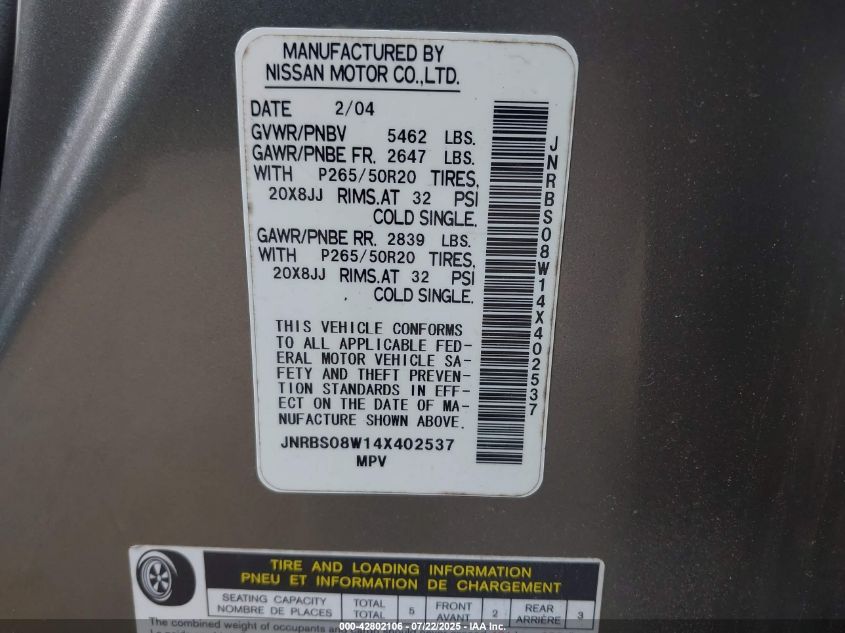 MANUFACTURED BY
NISSAN MOTOR CO.,LTD.
DATE 2/04
GVWR/PNBV 5462 LBS.
GAWR/PNBE FR. 2647 LBS.
WITH P265/50R20 TIRES,
20X8JJ RIMS.AT 32 PSI
COLD SINGLE.
GAWR/PNBE RR. 2839 LBS.
WITH P265/50R20 TIRES,
20X8JJ RIMS.AT 32 PSI
COLD SINGLE.
THIS VEHICLE CONFORMS
TO ALL APPLICABLE FED-
ERAL MOTOR VEHICLE SA-
FETY AND THEFT PREVEN-
TION STANDARDS IN EFF-
ECT ON THE DATE OF MA-
NUFACTURE SHOWN ABOVE.
JNRBS08W14X402537
MPV
JNRBS08W14X402537
TIRE AND LOADING INFORMATION
PNEU ET INFORMATION DE CHARGEMENT
SEATING CAPACITY TOTAL 5 FRONT 2 REAR 3
NOMBRE DE PLACES TOTAL AVANT ARRIÈRE
The combined weight of occupants and
000-42802106 - 07/22/2025 - IAA Inc.